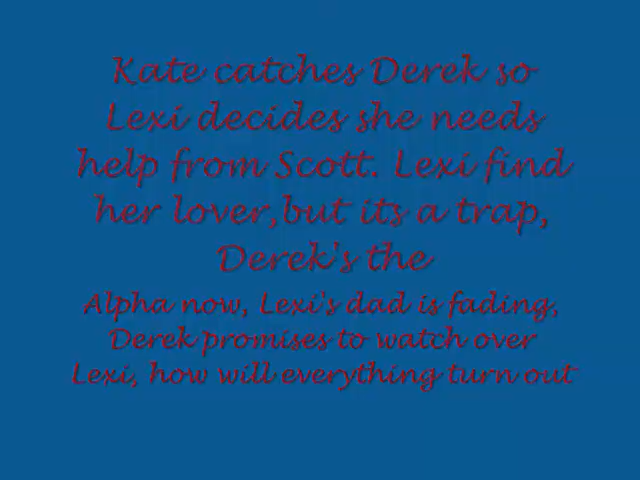 Kate catches Derek so
Lexi decides she needs
help from Scott. Lexi find
her lover,but its a trap,
Derek's the
Alpha now, Lexi's dad is fading,
Derek promises to watch over
Lexi, how will everything turn out